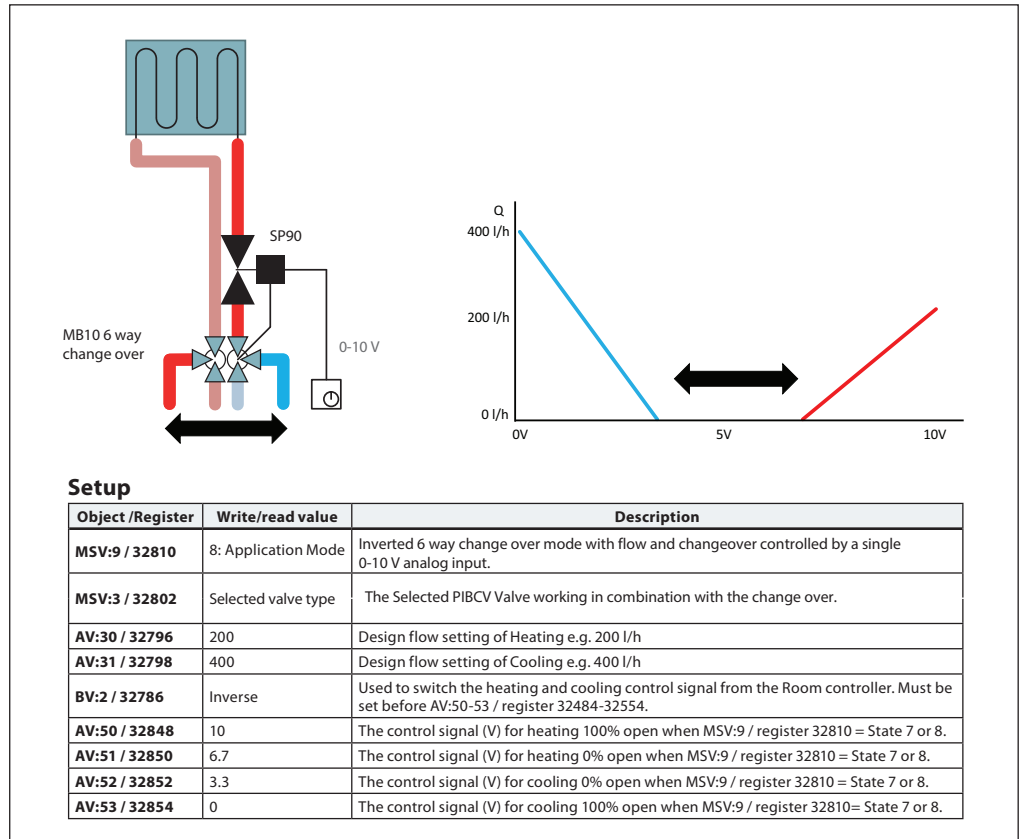 SP90
MB10 6 way
change over
0-10 V
Q
400 l/h
200 l/h
0 l/h
0V
5V
10V
Setup
Object /Register
Write/read value
Description
MSV:9 / 32810
8: Application Mode
Inverted 6 way change over mode with flow and changeover controlled by a single
0-10 V analog input.
MSV:3 / 32802
Selected valve type
The Selected PIBCV Valve working in combination with the change over.
AV:30 / 32796
200
Design flow setting of Heating e.g. 200 l/h
AV:31 / 32798
400
Design flow setting of Cooling e.g. 400 l/h
BV:2 / 32786
Inverse
Used to switch the heating and cooling control signal from the Room controller. Must be
set before AV:50-53 / register 32484-32554.
AV:50 / 32848
10
The control signal (V) for heating 100% open when MSV:9 / register 32810 = State 7 or 8.
AV:51 / 32850
6.7
The control signal (V) for heating 0% open when MSV:9 / register 32810 = State 7 or 8.
AV:52 / 32852
3.3
The control signal (V) for cooling 0% open when MSV:9 / register 32810 = State 7 or 8.
AV:53 / 32854
0
The control signal (V) for cooling 100% open when MSV:9 / register 32810= State 7 or 8.